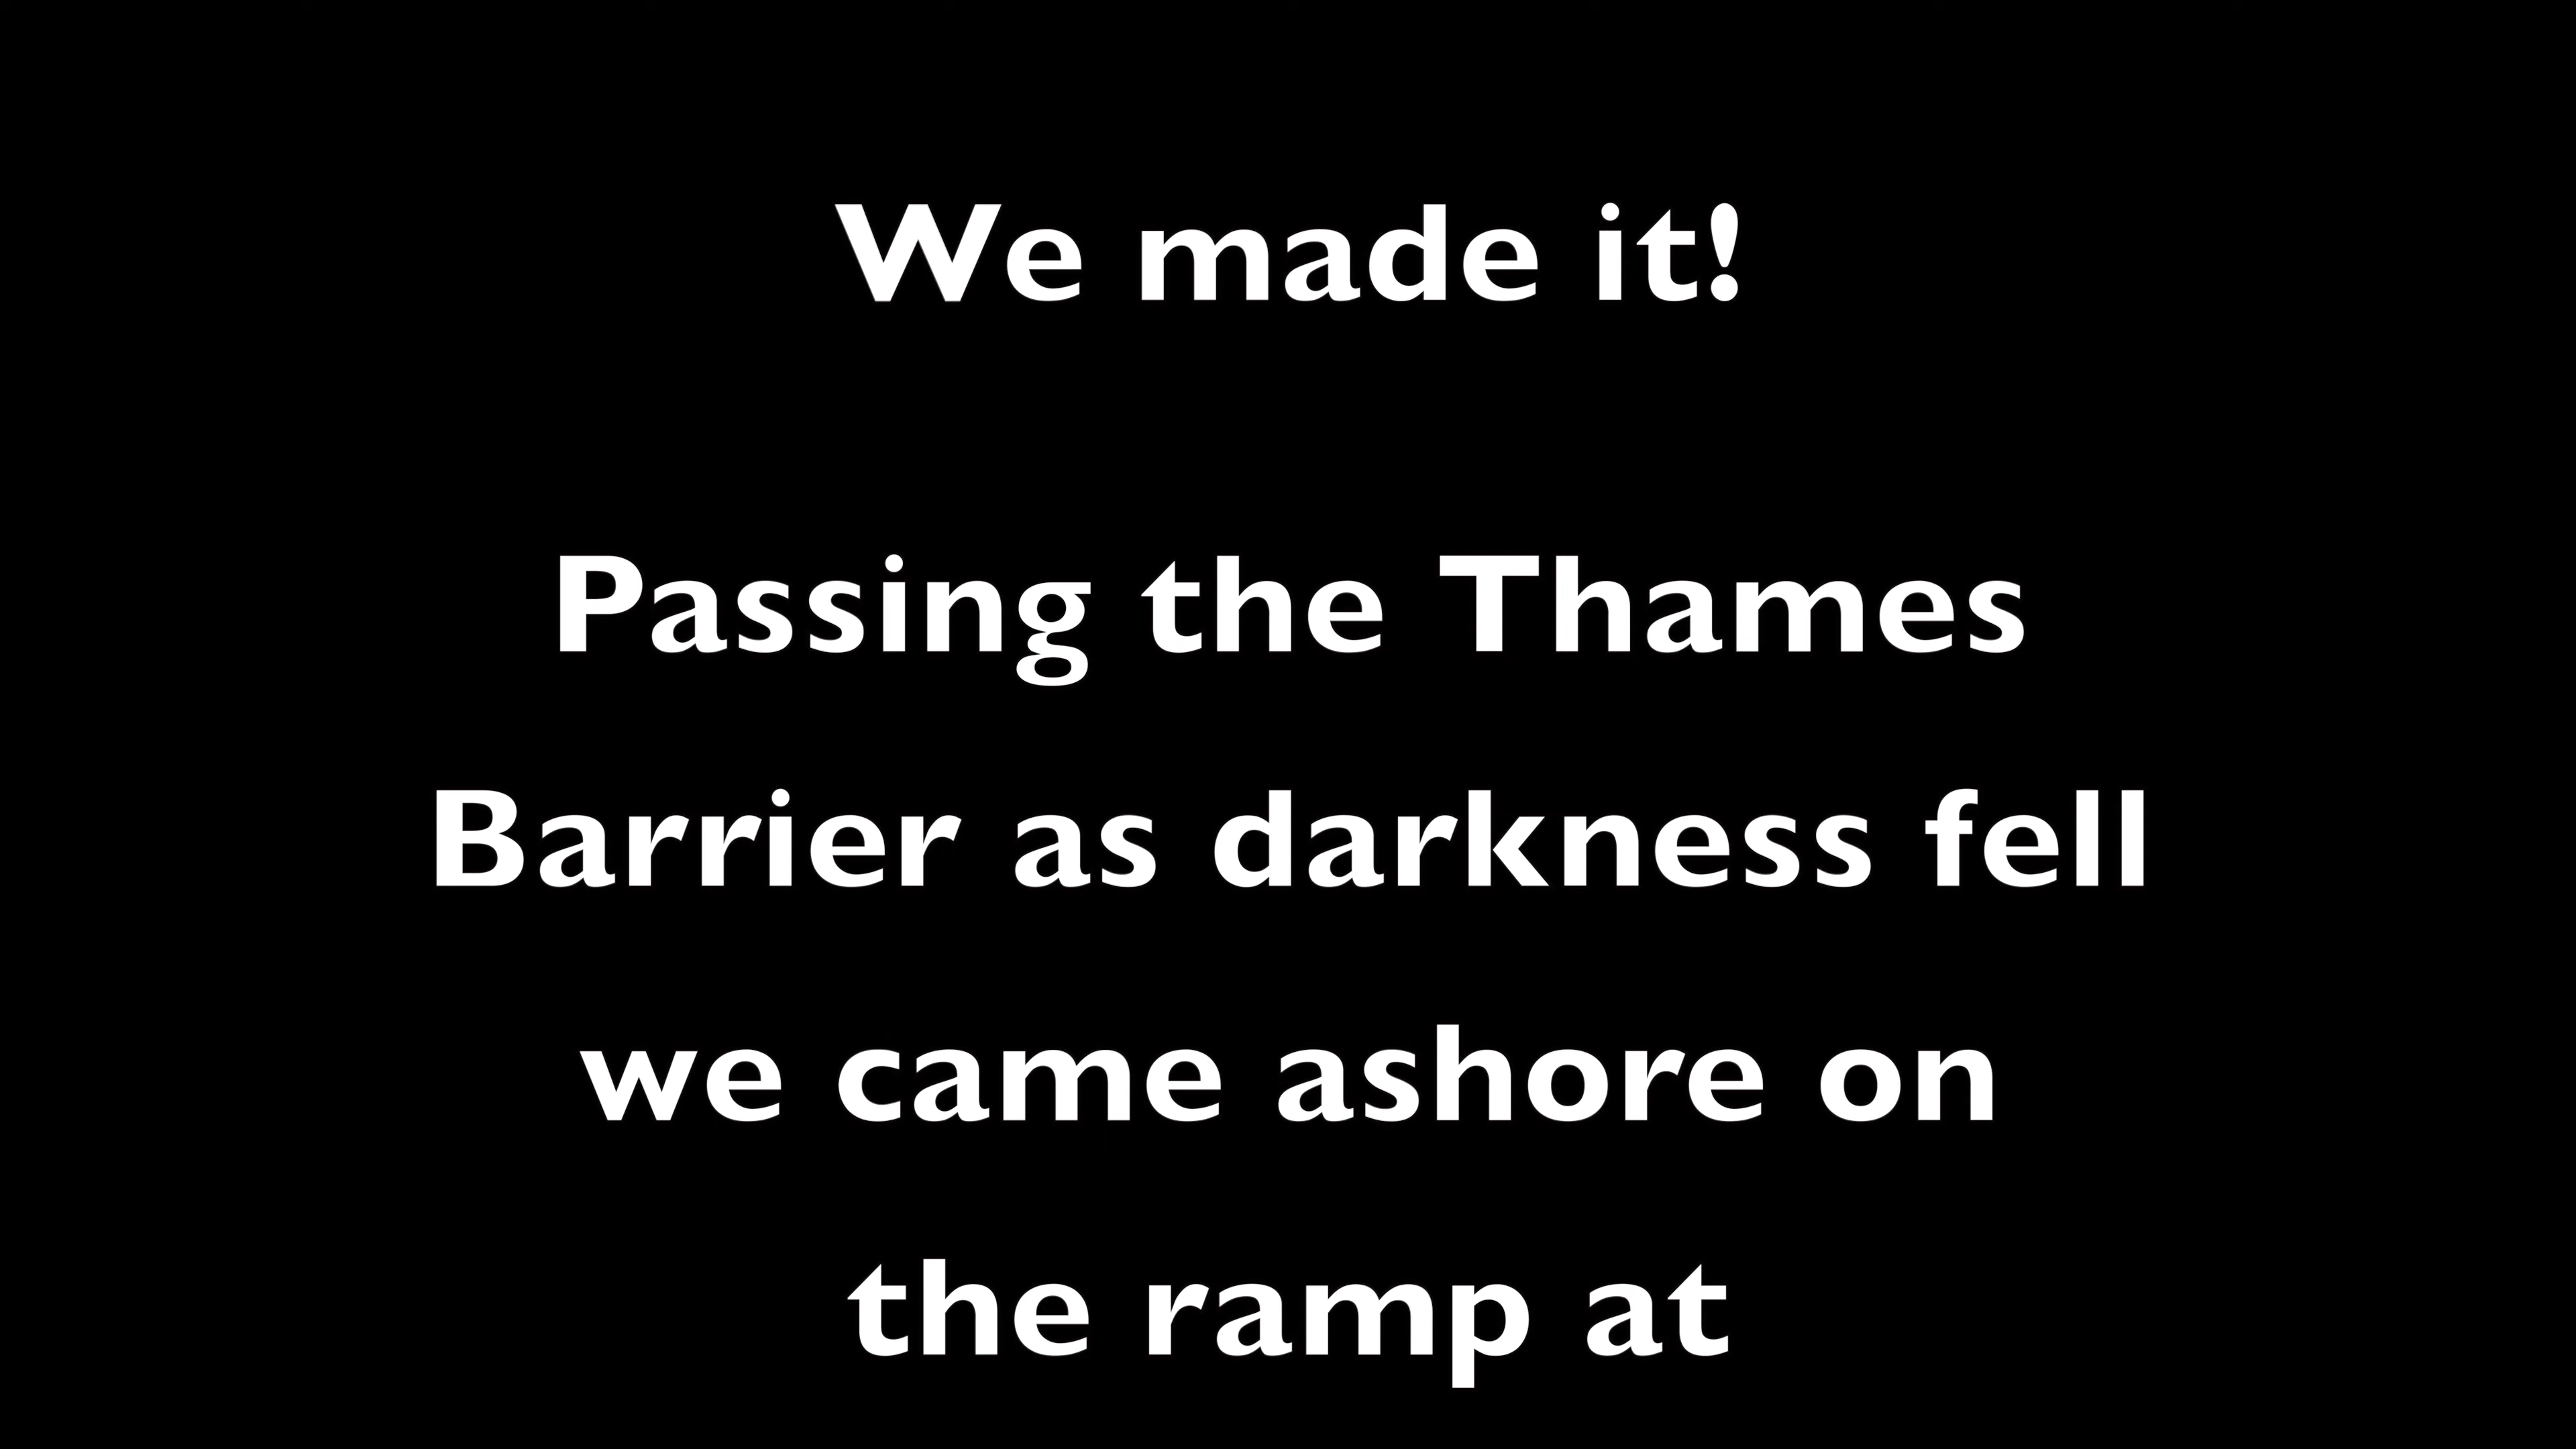 We made it!
Passing the Thames
Barrier as darkness fell
we came ashore on
the ramp at